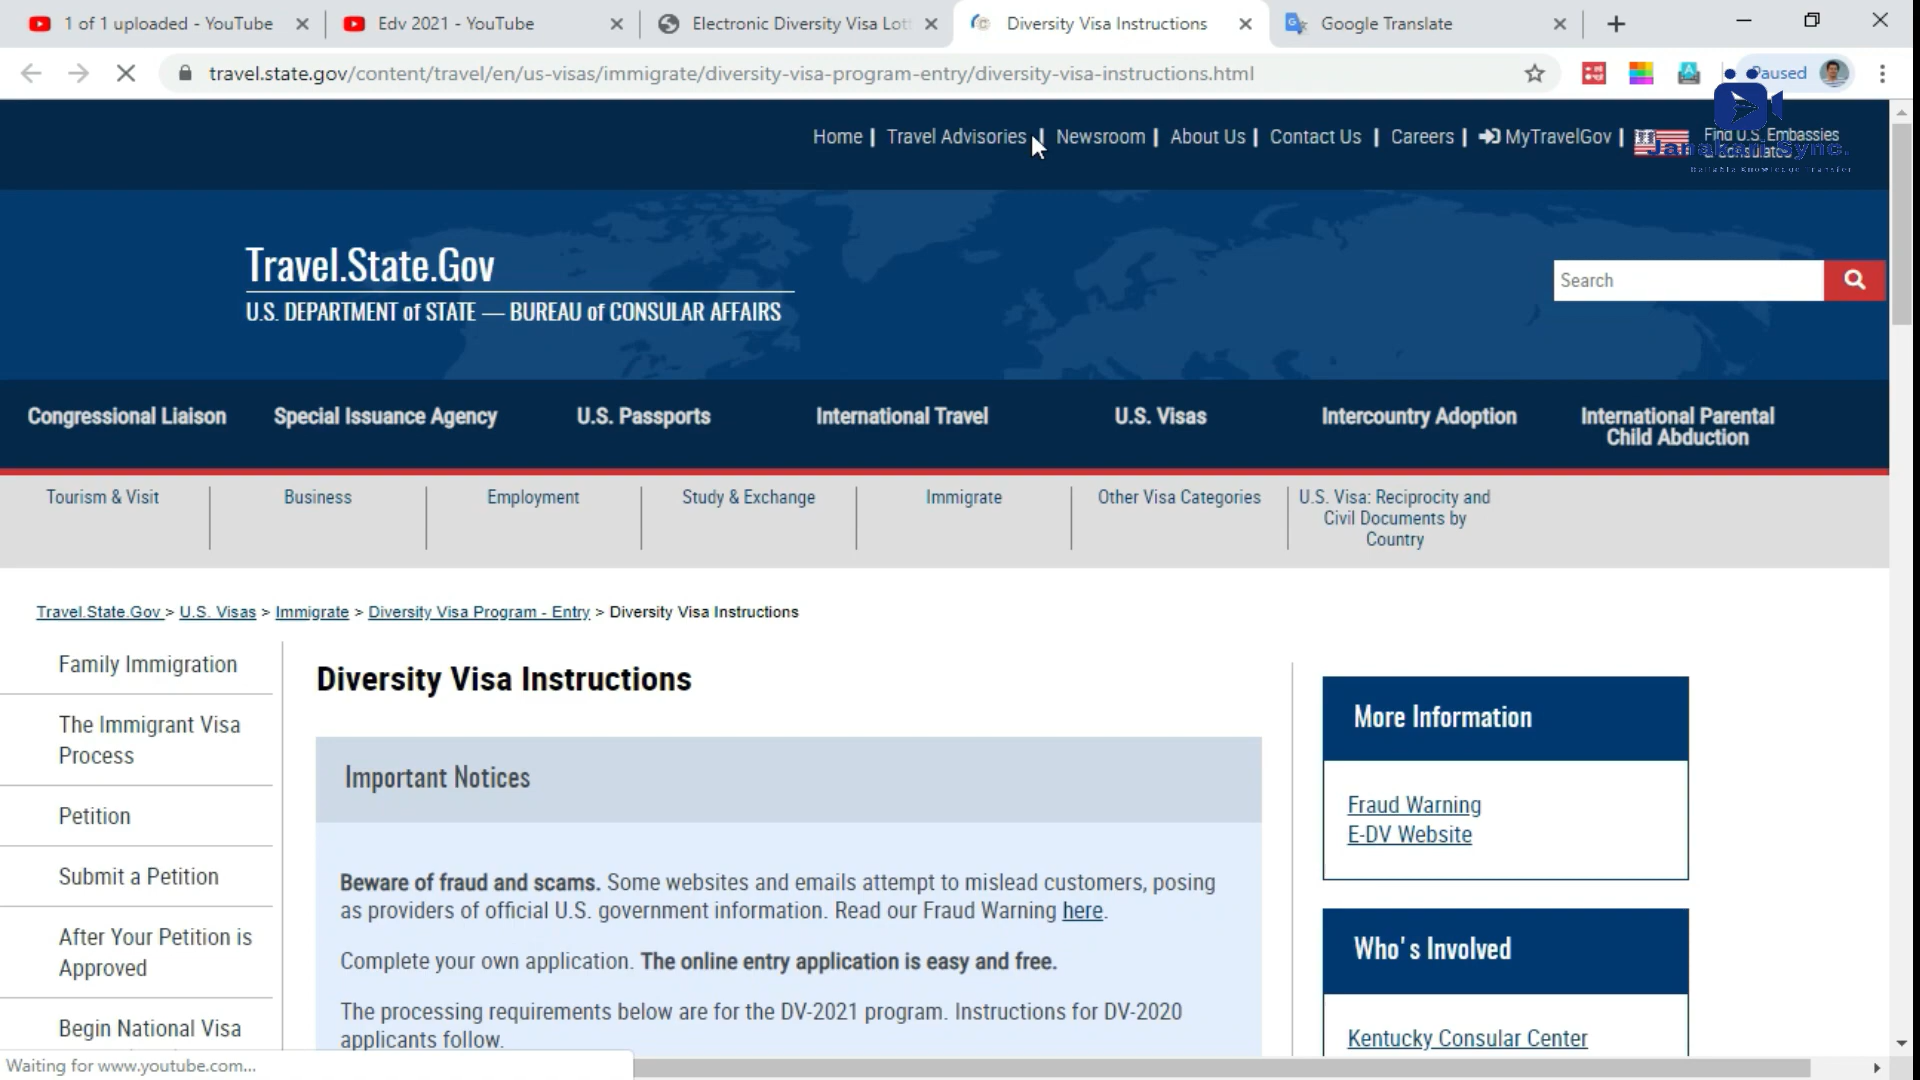 1 of 1 uploaded - YouTube
Edv 2021 - YouTube
Electronic Diversity Visa Lot
Diversity Visa Instructions
Google Translate
travel.state.gov/content/travel/en/us-visas/immigrate/diversity-visa-program-entry/diversity-visa-instructions.html
Paused
Home | Travel Advisories | Newsroom | About Us | Contact Us | Careers | MyTravelGov | Find U.S. Embassies
& Consulates
Janakari Sync.
Reliable Knowledge Transfer
Travel.State.Gov
U.S. DEPARTMENT of STATE — BUREAU of CONSULAR AFFAIRS
Search
Congressional Liaison
Special Issuance Agency
U.S. Passports
International Travel
U.S. Visas
Intercountry Adoption
International Parental
Child Abduction
Tourism & Visit
Business
Employment
Study & Exchange
Immigrate
Other Visa Categories
U.S. Visa: Reciprocity and
Civil Documents by
Country
Travel.State.Gov > U.S. Visas > Immigrate > Diversity Visa Program - Entry > Diversity Visa Instructions
Family Immigration
The Immigrant Visa
Process
Petition
Submit a Petition
After Your Petition is
Approved
Begin National Visa
Diversity Visa Instructions
Important Notices
Beware of fraud and scams. Some websites and emails attempt to mislead customers, posing
as providers of official U.S. government information. Read our Fraud Warning here.
Complete your own application. The online entry application is easy and free.
The processing requirements below are for the DV-2021 program. Instructions for DV-2020
applicants follow.
More Information
Fraud Warning
E-DV Website
Who's Involved
Kentucky Consular Center
Waiting for www.youtube.com...